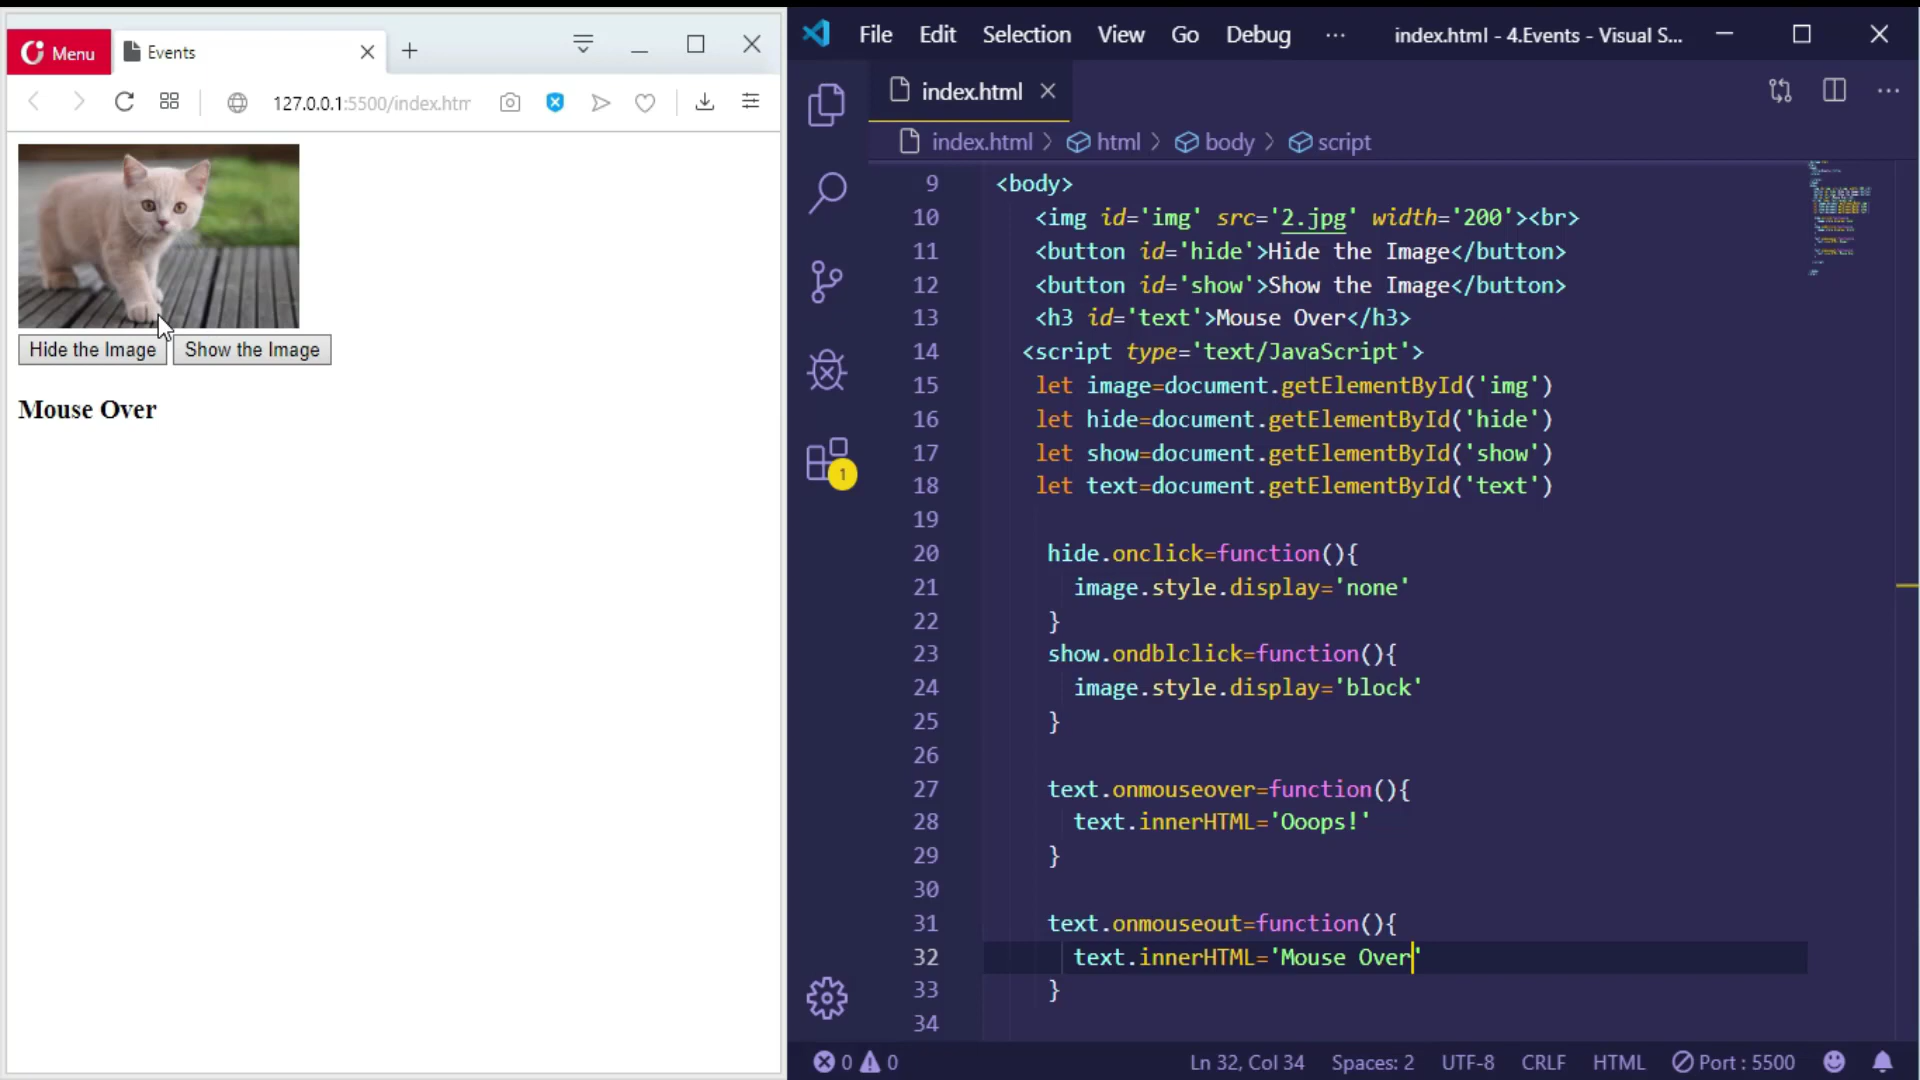 Menu
Events
127.0.0.1:5500/index.htm
Hide the Image
Show the Image
Mouse Over
File Edit Selection View Go Debug ··· index.html - 4.Events - Visual S...
index.html
index.html > html > body > script
9 <body>
10 <img id='img' src='2.jpg' width='200'><br>
11 <button id='hide'>Hide the Image</button>
12 <button id='show'>Show the Image</button>
13 <h3 id='text'>Mouse Over</h3>
14 <script type='text/JavaScript'>
15 let image=document.getElementById('img')
16 let hide=document.getElementById('hide')
17 let show=document.getElementById('show')
18 let text=document.getElementById('text')
19
20 hide.onclick=function(){
21 image.style.display='none'
22 }
23 show.ondblclick=function(){
24 image.style.display='block'
25 }
26
27 text.onmouseover=function(){
28 text.innerHTML='Ooops!'
29 }
30
31 text.onmouseout=function(){
32 text.innerHTML='Mouse Over'
33 }
34
1
0 0 Ln 32, Col 34 Spaces: 2 UTF-8 CRLF HTML Port : 5500